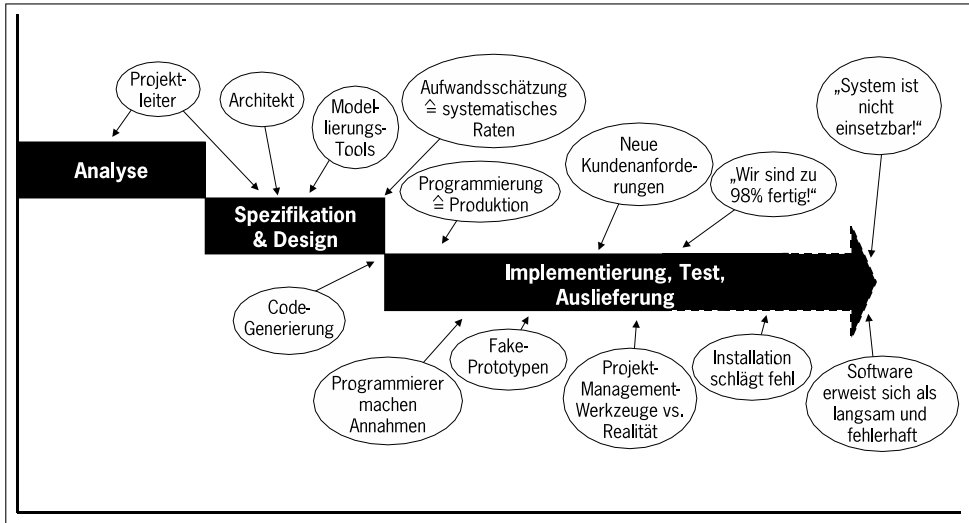 Projekt-
leiter
Architekt
Model-
lierungs-
Tools
Aufwandsschätzung
≙ systematisches
Raten
„System ist
nicht
einsetzbar!“
Neue
Kundenanforde-
rungen
„Wir sind zu
98% fertig!“
Analyse
Programmierung
≙ Produktion
Spezifikation
& Design
Implementierung, Test,
Auslieferung
Code-
Generierung
Fake-
Prototypen
Programmierer
machen
Annahmen
Projekt-
Management-
Werkzeuge vs.
Realität
Installation
schlägt fehl
Software
erweist sich als
langsam und
fehlerhaft